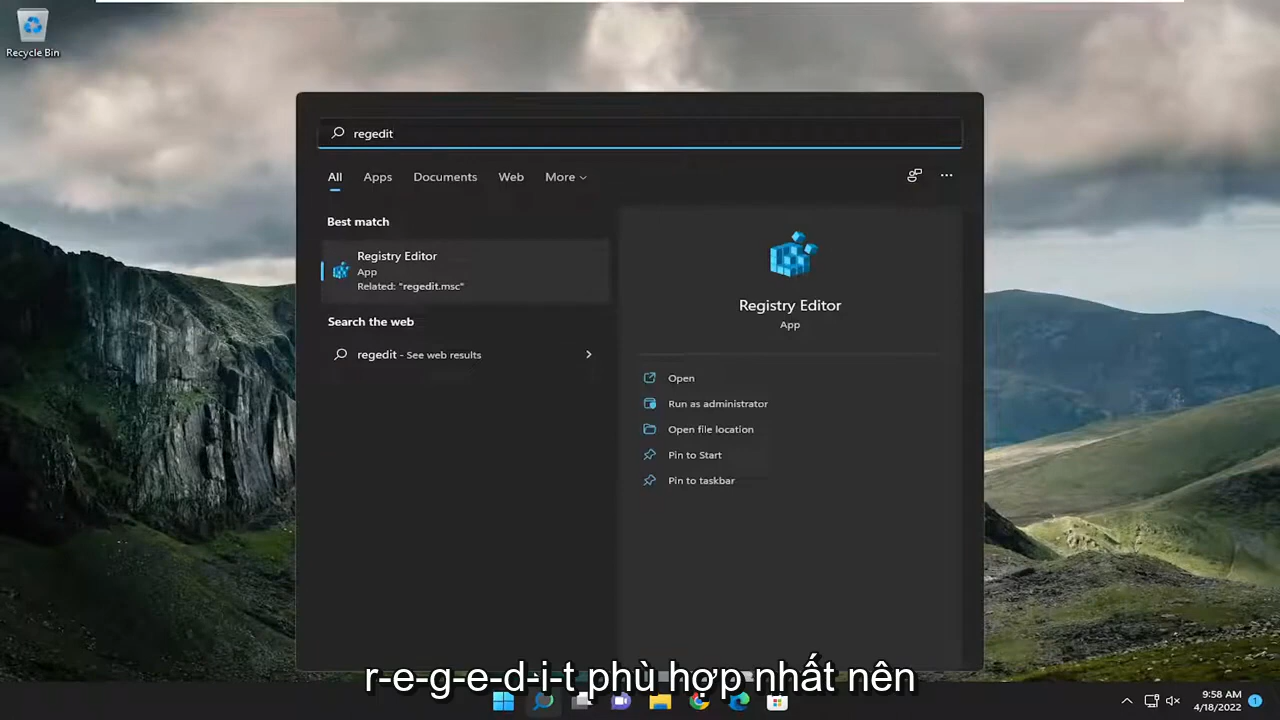 Recycle Bin
regedit
All Apps Documents Web More
Best match
Registry Editor
App
Related: "regedit.msc"
Search the web
regedit - See web results
Registry Editor
App
Open
Run as administrator
Open file location
Pin to Start
Pin to taskbar
r-e-g-e-d-i-t phù hợp nhất nên
9:58 AM
4/18/2022
1